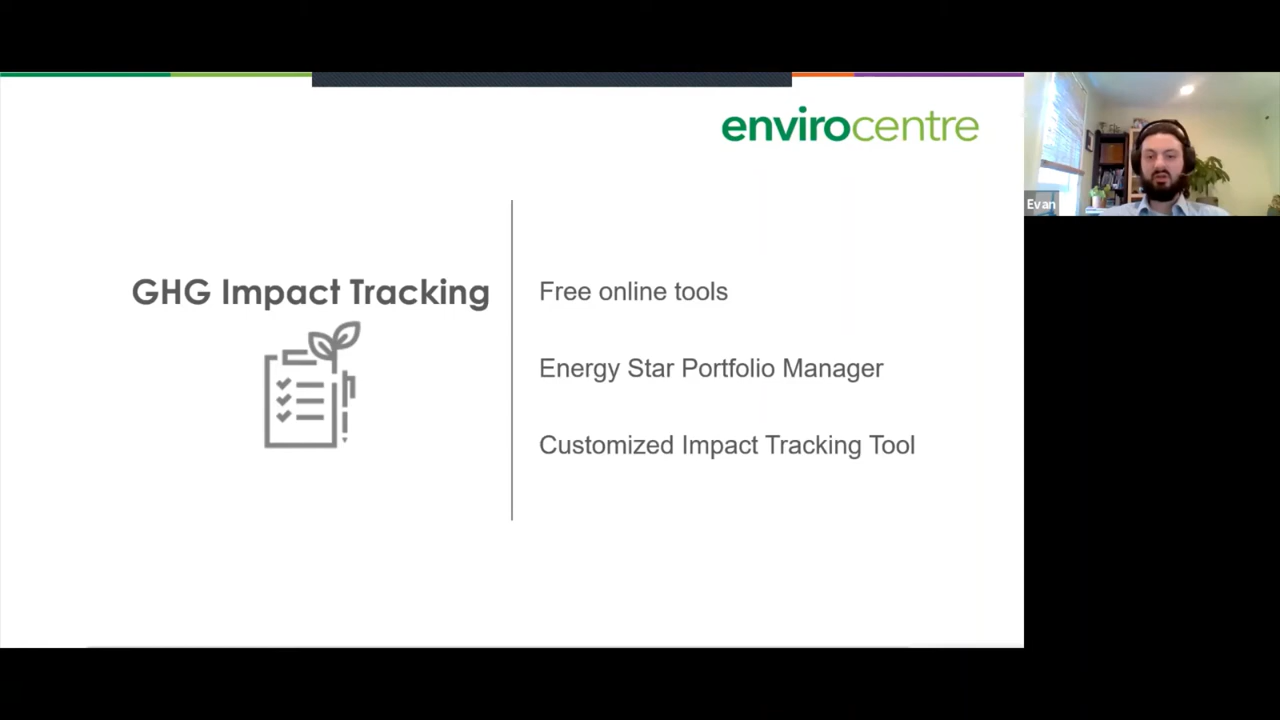 envirocentre
Evan
GHG Impact Tracking
Free online tools
Energy Star Portfolio Manager
Customized Impact Tracking Tool